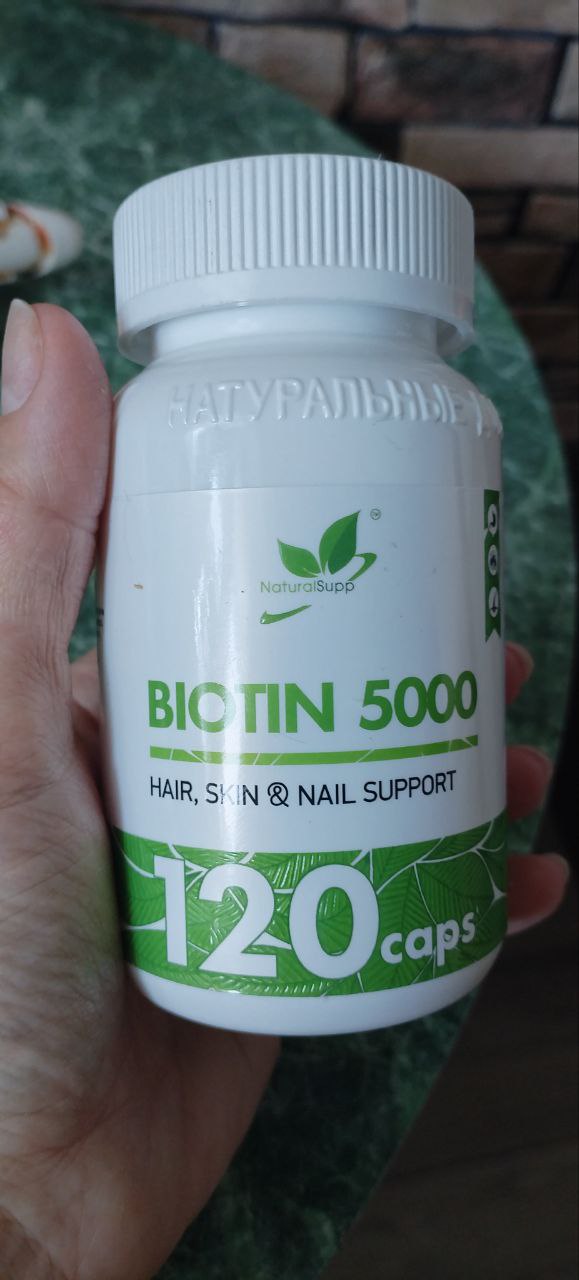 НАТУРАЛЬНЫЕ
NaturalSupp
BIOTIN 5000
HAIR, SKIN & NAIL SUPPORT
120 caps